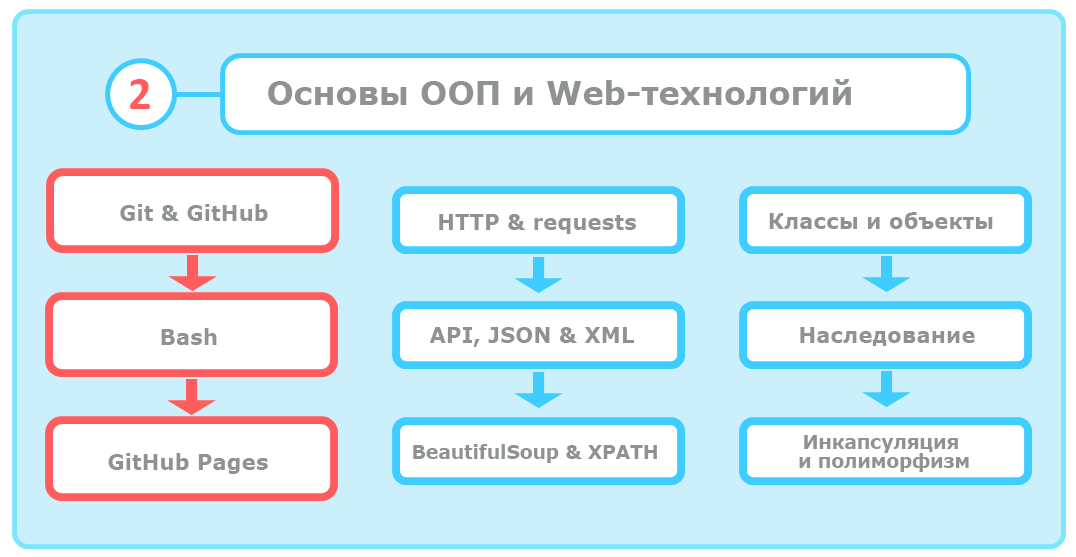 2
Основы ООП и Web-технологий
Git & GitHub
Bash
GitHub Pages
HTTP & requests
API, JSON & XML
BeautifulSoup & XPATH
Классы и объекты
Наследование
Инкапсуляция
и полиморфизм